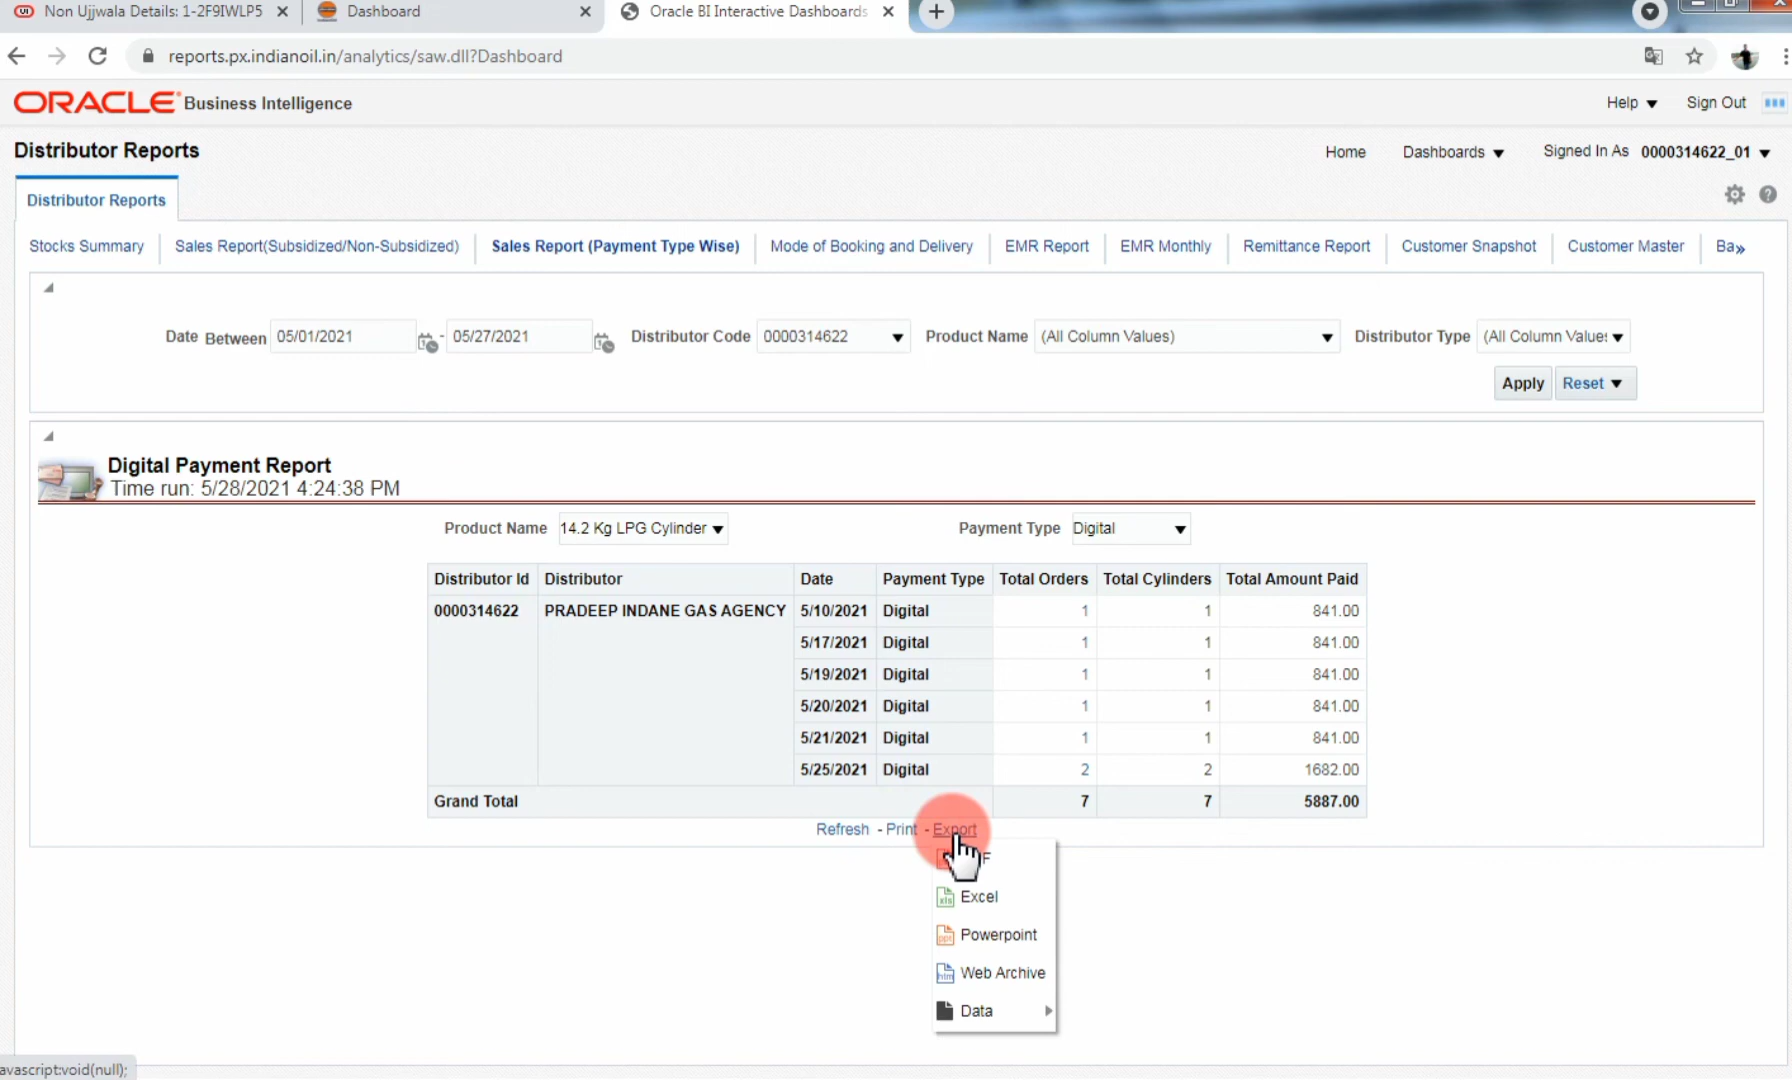 Non Ujjwala Details: 1-2F9IWLP5
Dashboard
Oracle BI Interactive Dashboards
reports.px.indianoil.in/analytics/saw.dll?Dashboard
ORACLE Business Intelligence
Help
Sign Out
Distributor Reports
Home
Dashboards
Signed In As 0000314622_01
Distributor Reports
Stocks Summary
Sales Report(Subsidized/Non-Subsidized)
Sales Report (Payment Type Wise)
Mode of Booking and Delivery
EMR Report
EMR Monthly
Remittance Report
Customer Snapshot
Customer Master
Ba»
Date Between 05/01/2021 - 05/27/2021 Distributor Code 0000314622 Product Name (All Column Values) Distributor Type (All Column Value:
Apply Reset
Digital Payment Report
Time run: 5/28/2021 4:24:38 PM
Product Name 14.2 Kg LPG Cylinder Payment Type Digital
Distributor Id Distributor Date Payment Type Total Orders Total Cylinders Total Amount Paid
0000314622 PRADEEP INDANE GAS AGENCY 5/10/2021 Digital 1 1 841.00
5/17/2021 Digital 1 1 841.00
5/19/2021 Digital 1 1 841.00
5/20/2021 Digital 1 1 841.00
5/21/2021 Digital 1 1 841.00
5/25/2021 Digital 2 2 1682.00
Grand Total 7 7 5887.00
Refresh - Print - Export
xls Excel
ppt Powerpoint
htm Web Archive
Data
avascript:void(null);